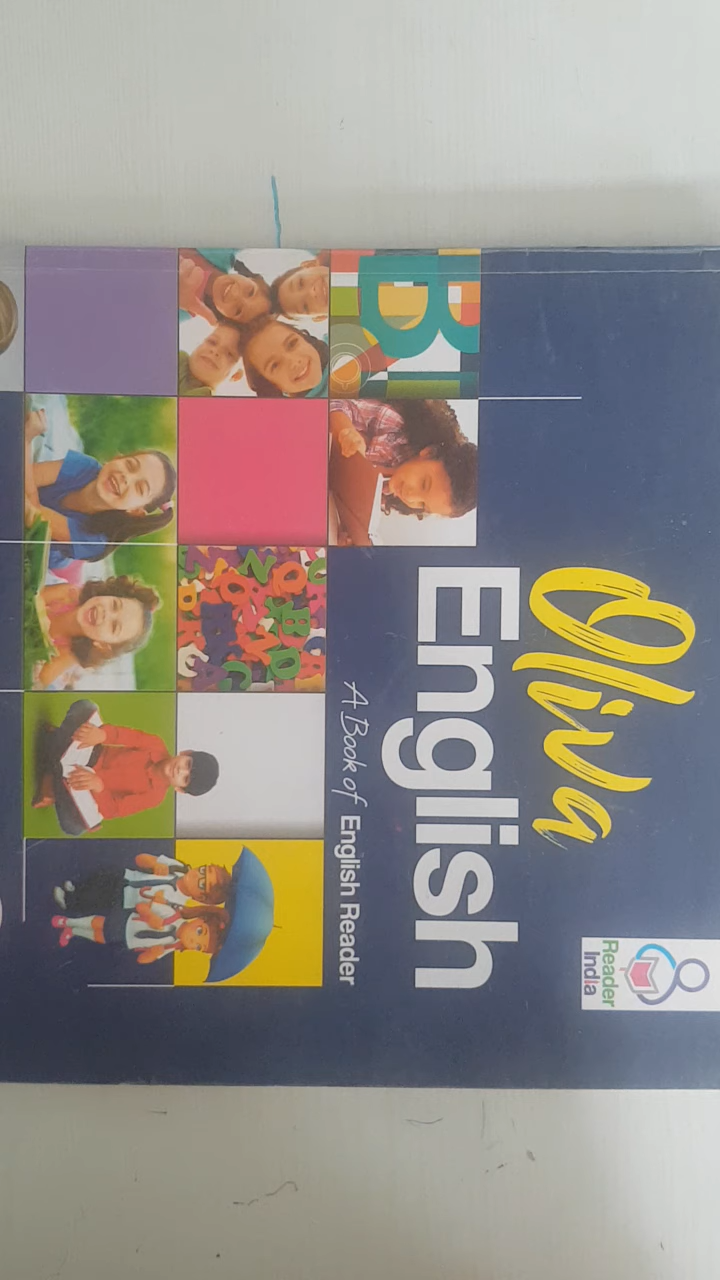 Reader
India
Oliva
English
A Book of English Reader